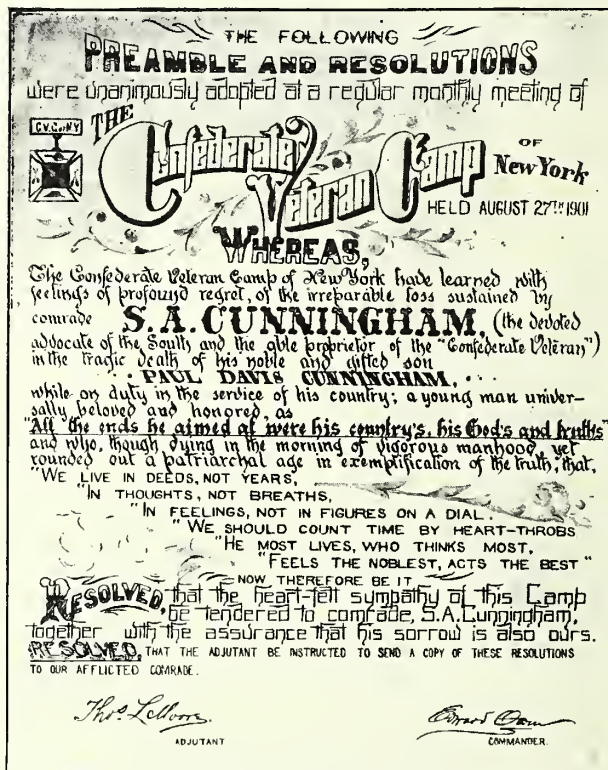 THE FOLLOWING
PREAMBLE AND RESOLUTIONS
were unanimously adopted at a regular monthly meeting of
C.V.C. of N.Y.
THE
Confederate
Veteran Camp
OF
New York
HELD AUGUST 27TH 1901
WHEREAS,
The Confederate Veteran Camp of New York have learned with
feelings of profound regret, of the irreparable loss sustained by
comrade S.A. CUNNINGHAM, (the devoted
advocate of the South and the able proprietor of the "Confederate Veteran")
in the tragic death of his noble and gifted son
· PAUL DAVIS CUNNINGHAM, ·
while on duty in the service of his country; a young man univer-
sally beloved and honored, as
"All the ends he aimed at were his country's, his God's and truths"
and who, though dying in the morning of vigorous manhood, yet
rounded out a patriarchal age in exemplification of the truth, that,
"WE LIVE IN DEEDS, NOT YEARS,
"IN THOUGHTS, NOT BREATHS,
"IN FEELINGS, NOT IN FIGURES ON A DIAL.
"WE SHOULD COUNT TIME BY HEART-THROBS
"HE MOST LIVES, WHO THINKS MOST,
"FEELS THE NOBLEST, ACTS THE BEST"
NOW THEREFORE BE IT
RESOLVED, that the heart-felt sympathy of this Camp
be tendered to comrade, S.A. Cunningham,
together with the assurance that his sorrow is also ours.
RESOLVED, THAT THE ADJUTANT BE INSTRUCTED TO SEND A COPY OF THESE RESOLUTIONS
TO OUR AFFLICTED COMRADE.
Thos. L. Moore.
Edward Owen
ADJUTANT
COMMANDER.